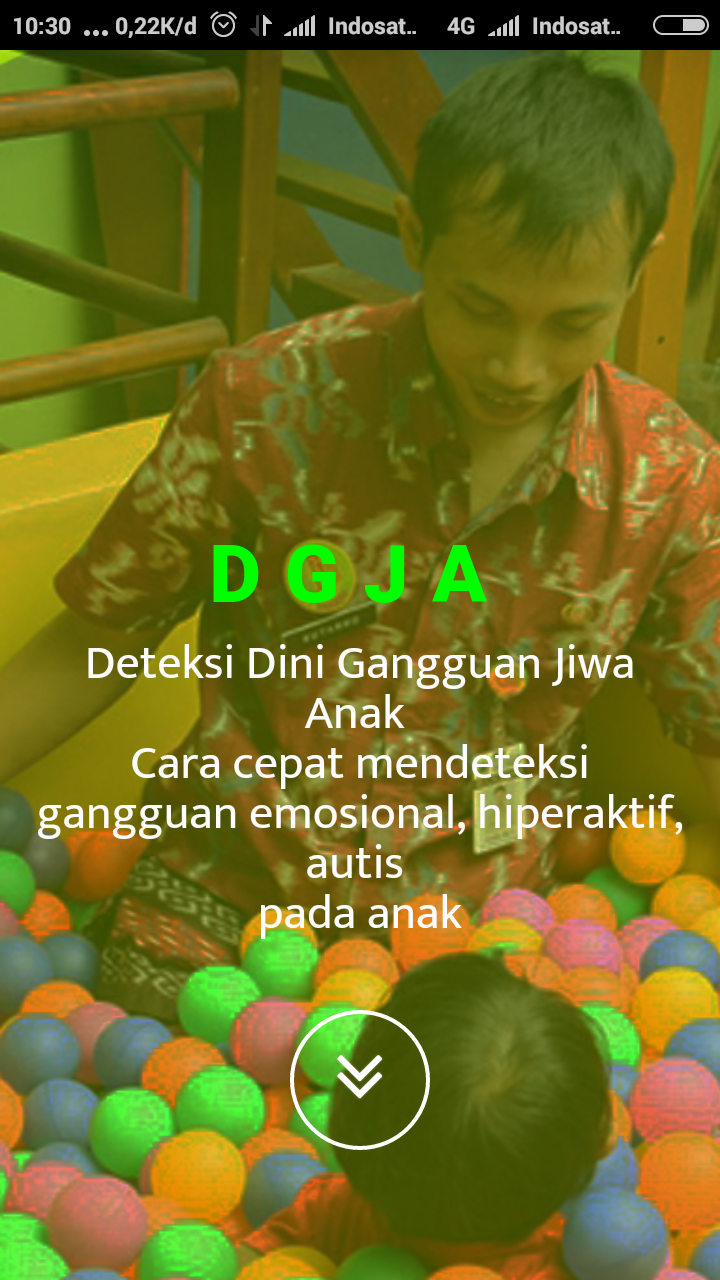 10:30 ... 0,22K/d Indosat.. 4G Indosat..
D G J A
Deteksi Dini Gangguan Jiwa
Anak
Cara cepat mendeteksi
gangguan emosional, hiperaktif,
autis
pada anak